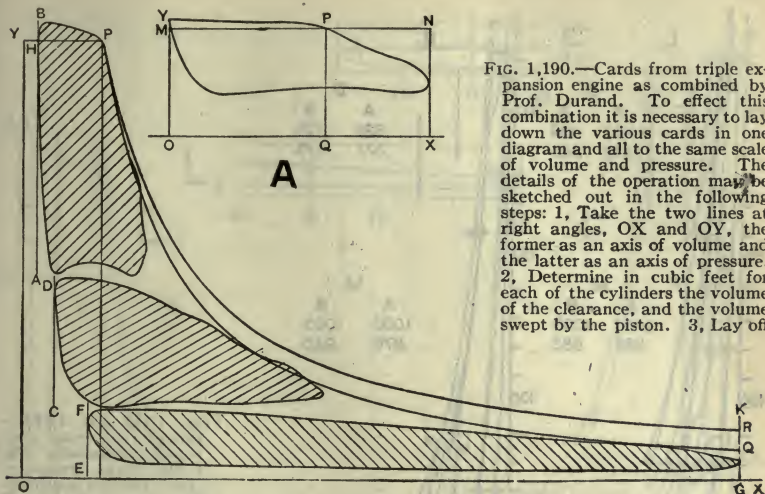 B
Y
H
P
A
D
C
F
E
O
K
R
Q
G X
Y
M
P
N
O
Q
X
A
FIG. 1,190.—Cards from triple ex-
pansion engine as combined by
Prof. Durand. To effect this
combination it is necessary to lay
down the various cards in one
diagram and all to the same scale
of volume and pressure. The
details of the operation may be
sketched out in the following
steps: 1, Take the two lines at
right angles, OX and OY, the
former as an axis of volume and
the latter as an axis of pressure
2, Determine in cubic feet for
each of the cylinders the volume
of the clearance, and the volume
swept by the piston. 3, Lay off